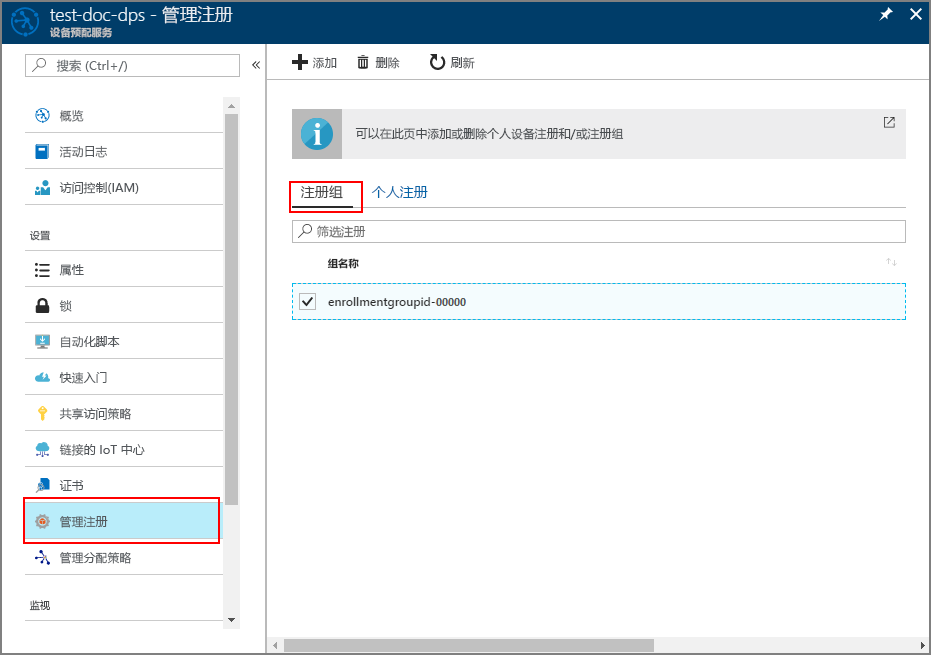 test-doc-dps - 管理注册
设备预配服务
搜索 (Ctrl+/)
«
概览
活动日志
访问控制(IAM)
设置
属性
锁
自动化脚本
快速入门
共享访问策略
链接的 IoT 中心
证书
管理注册
管理分配策略
监视
添加
删除
刷新
可以在此页中添加或删除个人设备注册和/或注册组
注册组
个人注册
筛选注册
组名称
enrollmentgroupid-00000